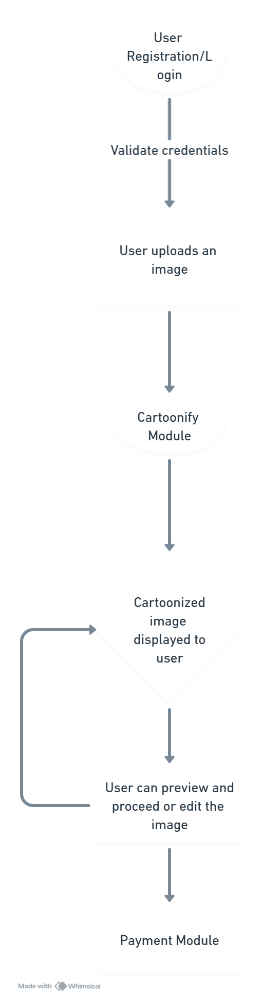 User
Registration/L
ogin
Validate credentials
User uploads an
image
Cartoonify
Module
Cartoonized
image
displayed to
user
User can preview and
proceed or edit the
image
Payment Module
Made with Whimsical